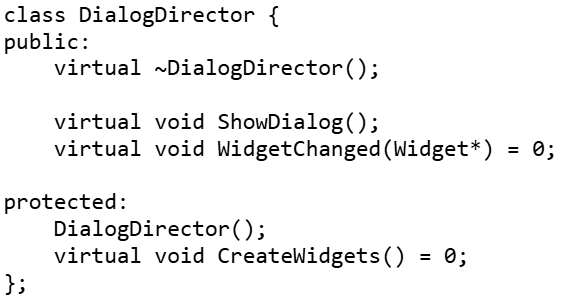 class DialogDirector {
public:
    virtual ~DialogDirector();

    virtual void ShowDialog();
    virtual void WidgetChanged(Widget*) = 0;

protected:
    DialogDirector();
    virtual void CreateWidgets() = 0;
};